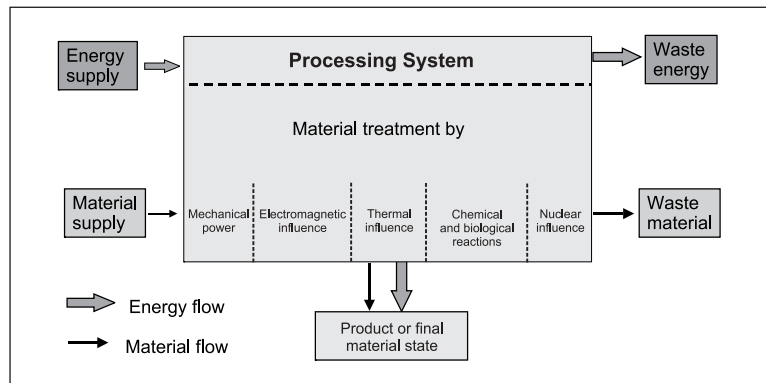 Energy
supply
Processing System
Waste
energy
Material treatment by
Material
supply
Mechanical
power
Electromagnetic
influence
Thermal
influence
Chemical
and biological
reactions
Nuclear
influence
Waste
material
Energy flow
Material flow
Product or final
material state